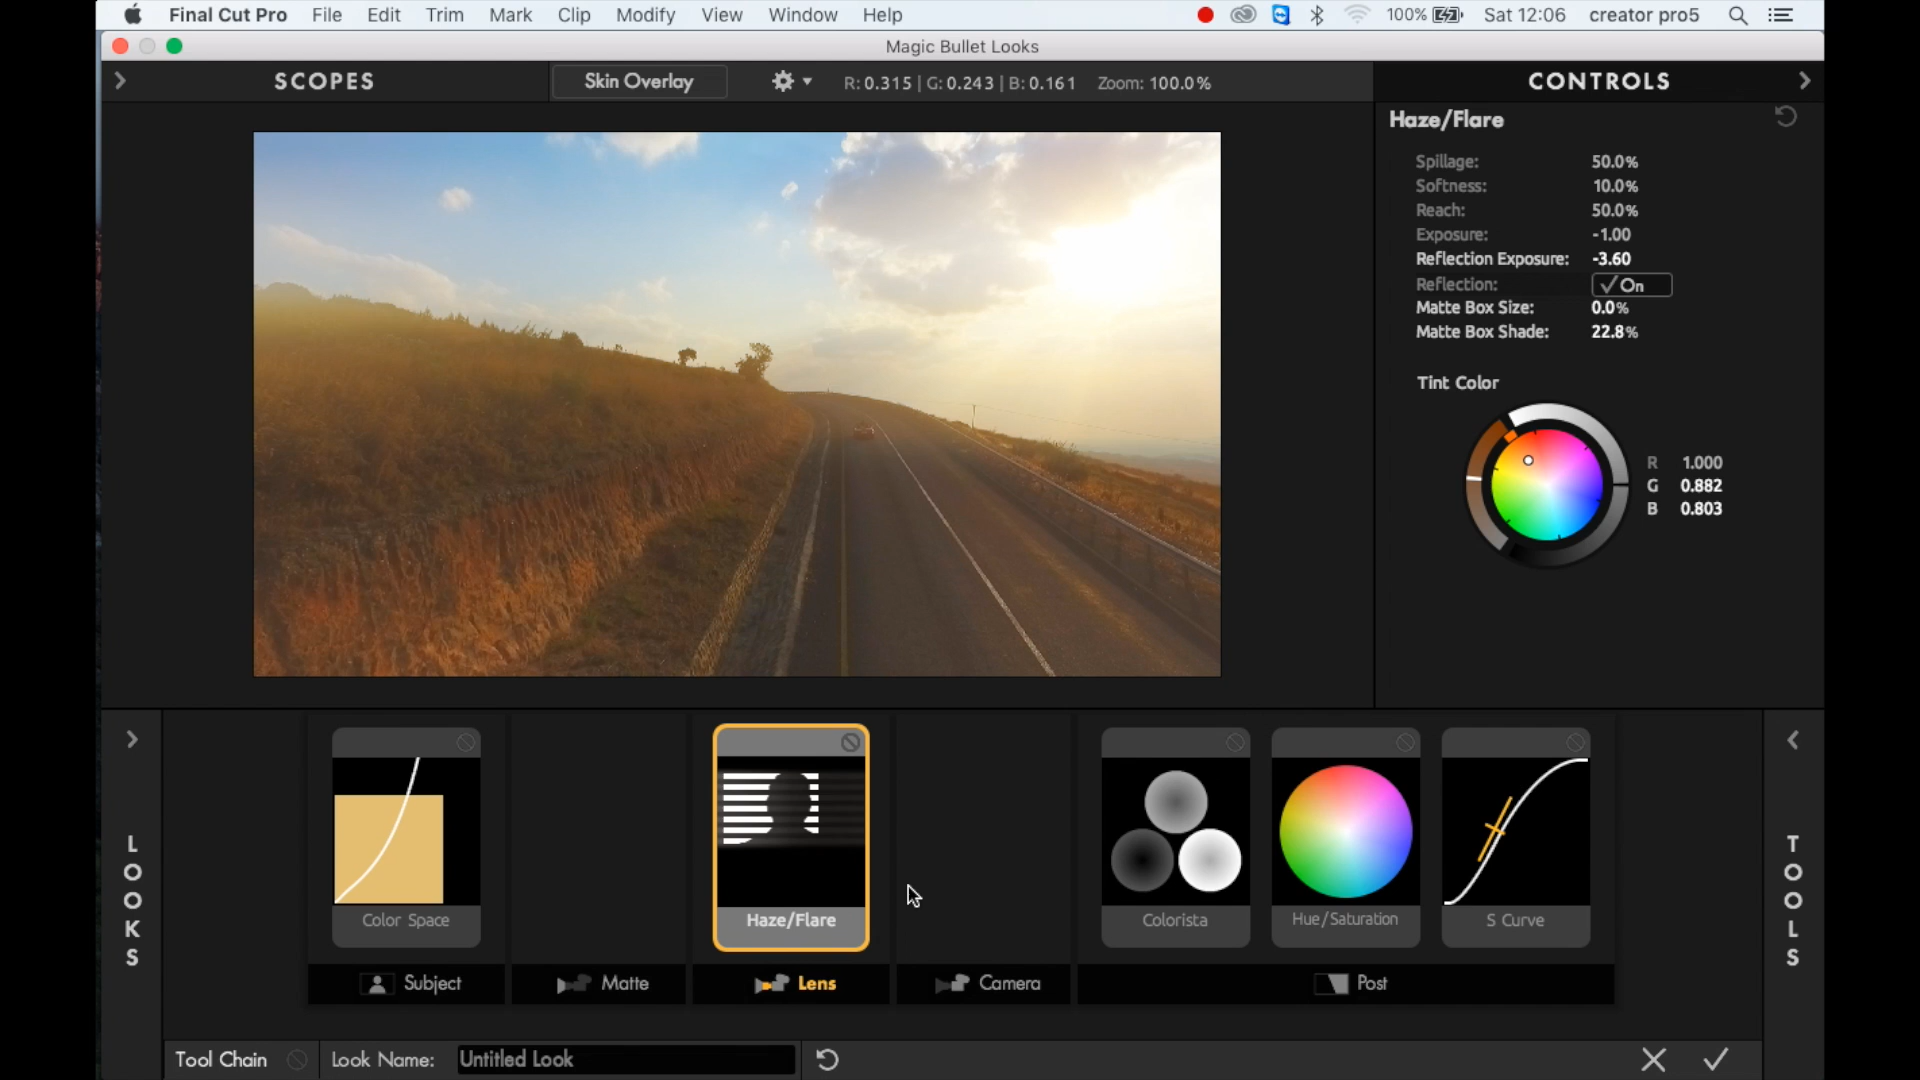 Final Cut Pro File Edit Trim Mark Clip Modify View Window Help 100% Sat 12:06 creator pro5
Magic Bullet Looks
SCOPES Skin Overlay R: 0.315 | G: 0.243 | B: 0.161 Zoom: 100.0% CONTROLS
Haze/Flare
Spillage: 50.0%
Softness: 10.0%
Reach: 50.0%
Exposure: -1.00
Reflection Exposure: -3.60
Reflection: ✓On
Matte Box Size: 0.0%
Matte Box Shade: 22.8%
Tint Color
R 1.000
G 0.882
B 0.803
LOOKS
Color Space Haze/Flare Colorista Hue/Saturation S Curve
Subject Matte Lens Camera Post
TOOLS
Tool Chain Look Name: Untitled Look